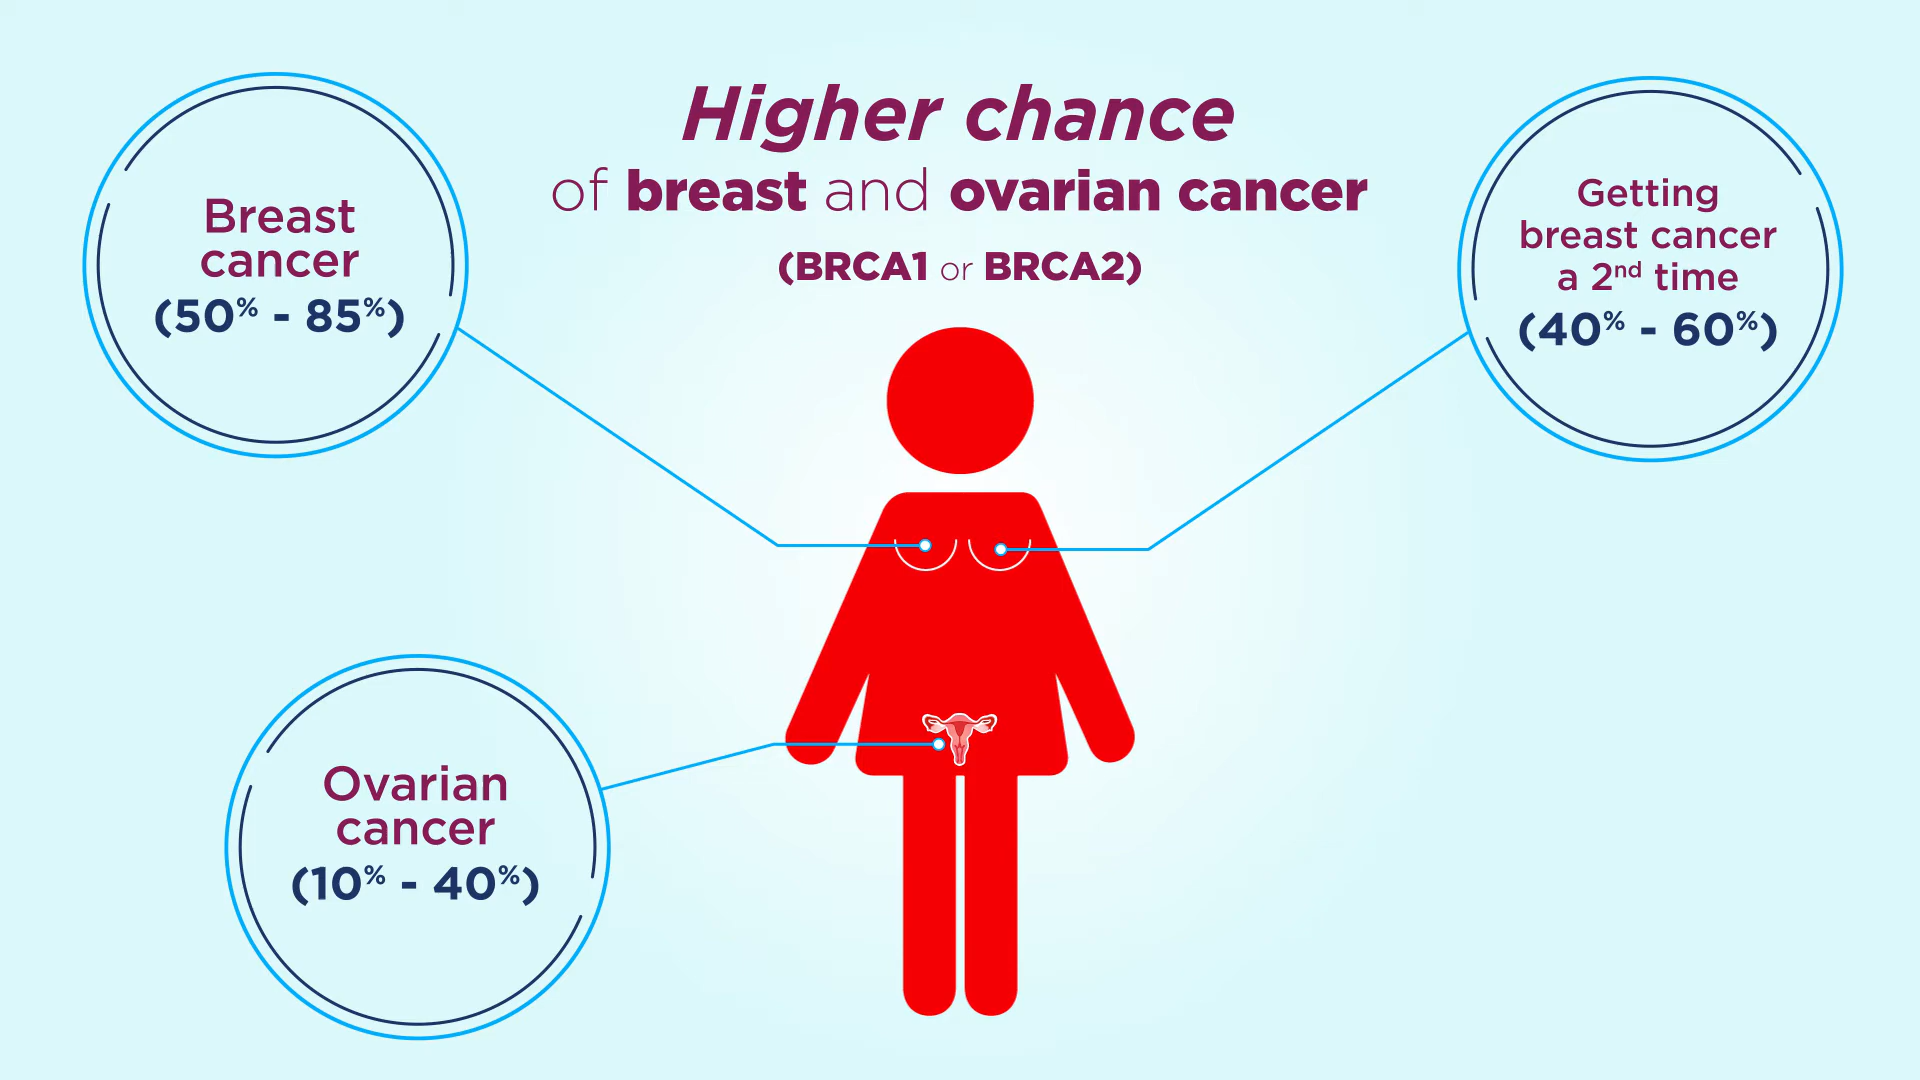 Higher chance
of breast and ovarian cancer
(BRCA1 or BRCA2)
Breast
cancer
(50% - 85%)
Getting
breast cancer
a 2nd time
(40% - 60%)
Ovarian
cancer
(10% - 40%)